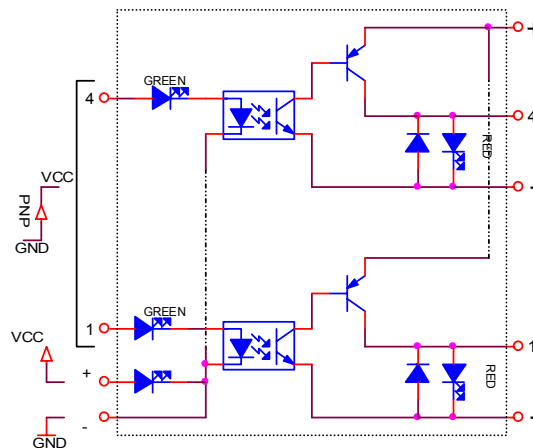 +
GREEN
4
4
RED
VCC
PNP
-
GND
GREEN
1
1
VCC
RED
+
-
-
GND